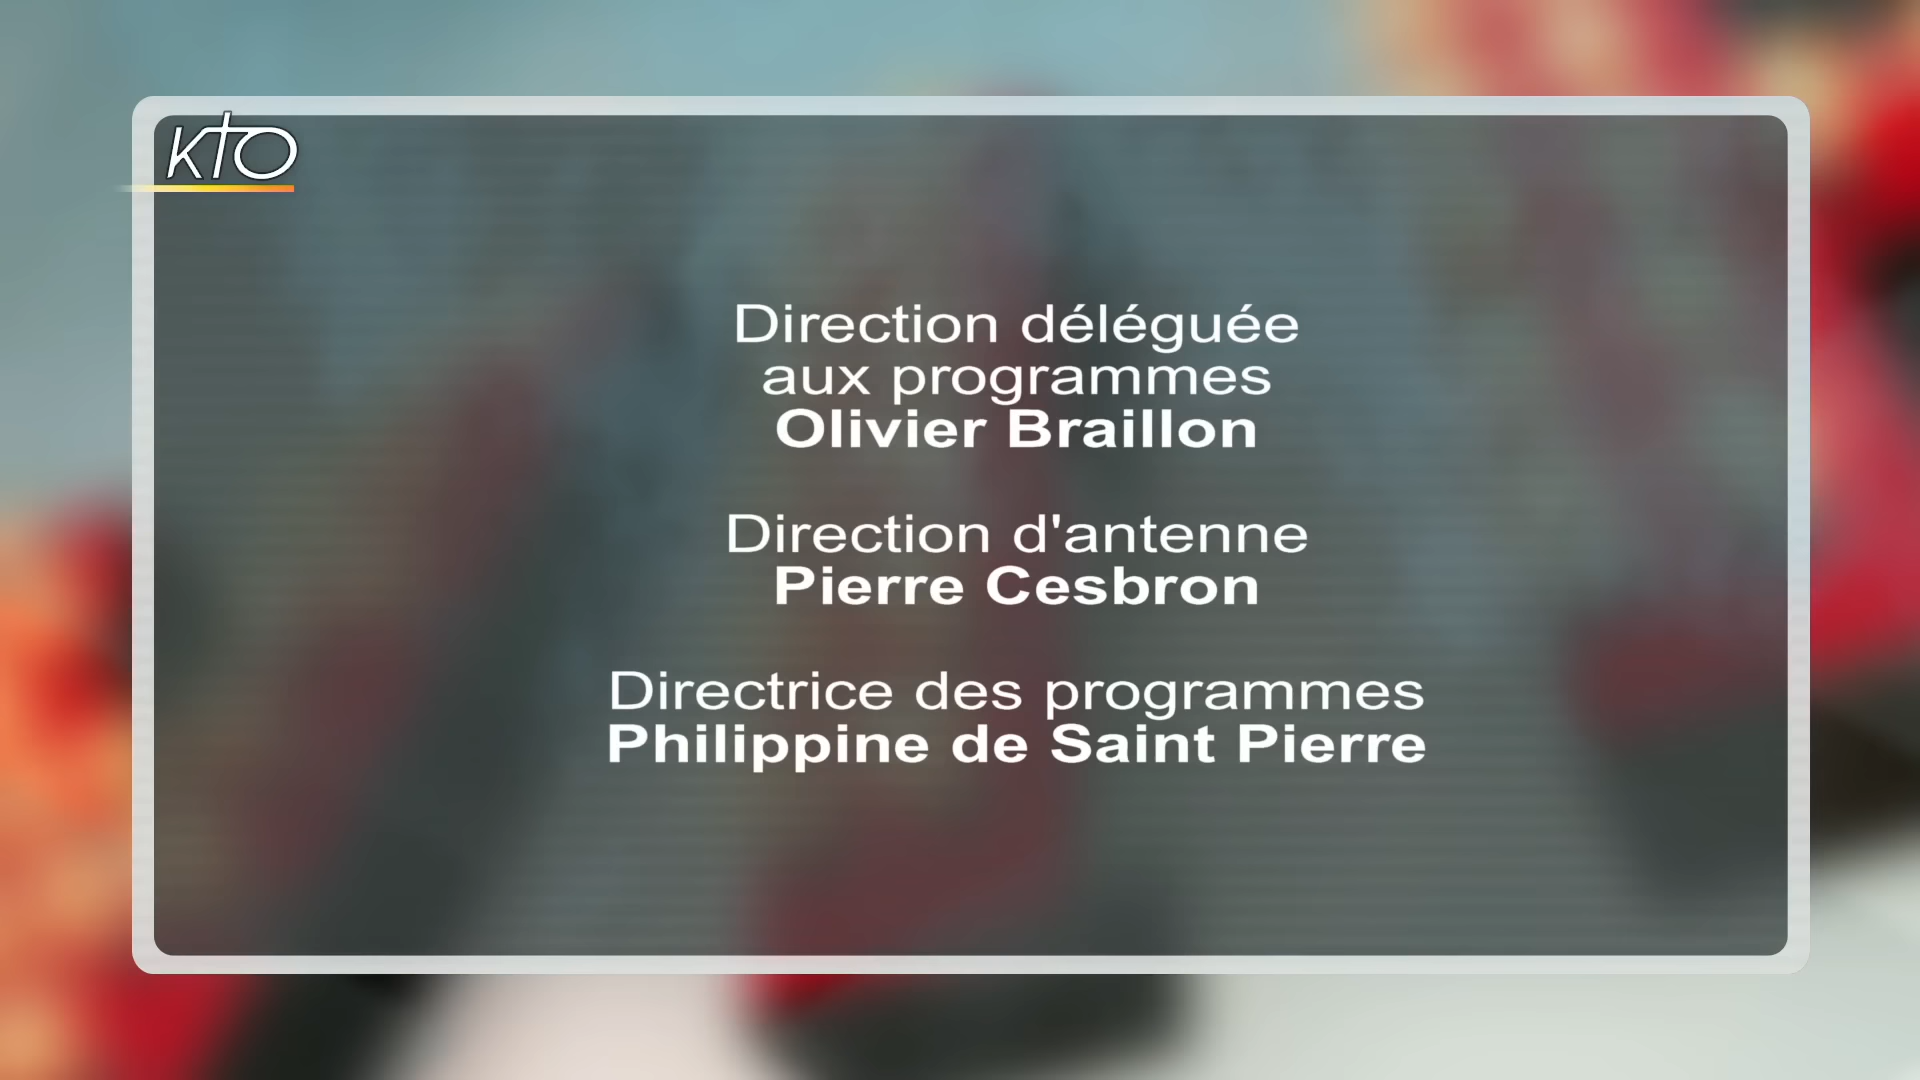 KTO
Direction déléguée
aux programmes
Olivier Braillon
Direction d'antenne
Pierre Cesbron
Directrice des programmes
Philippine de Saint Pierre